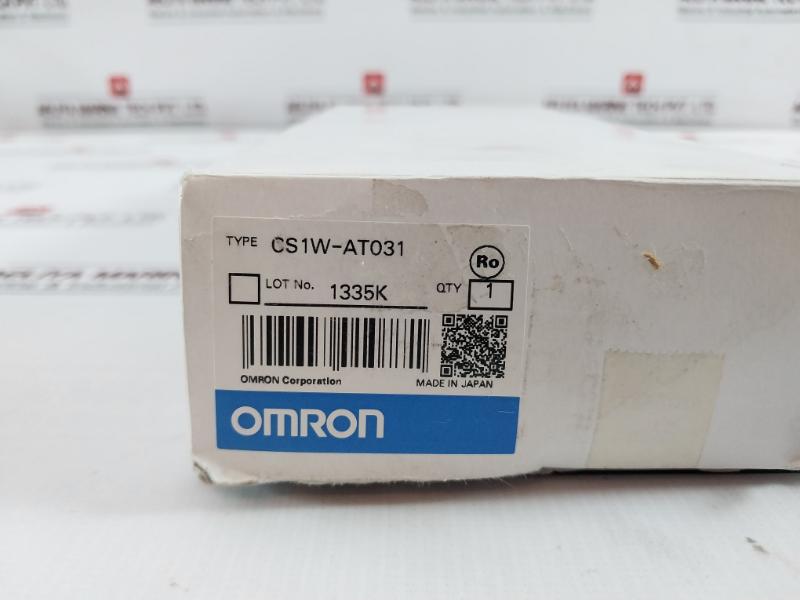 TYPE CS1W-AT031
Ro
LOT No. 1335K QTY 1
OMRON Corporation MADE IN JAPAN
OMRON